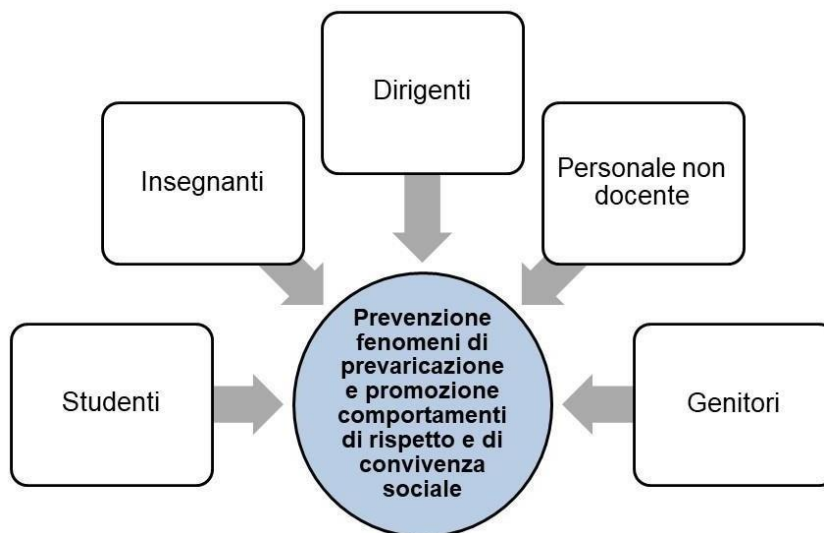 Dirigenti
Insegnanti
Personale non
docente
Studenti
Prevenzione
fenomeni di
prevaricazione
e promozione
comportamenti
di rispetto e di
convivenza
sociale
Genitori